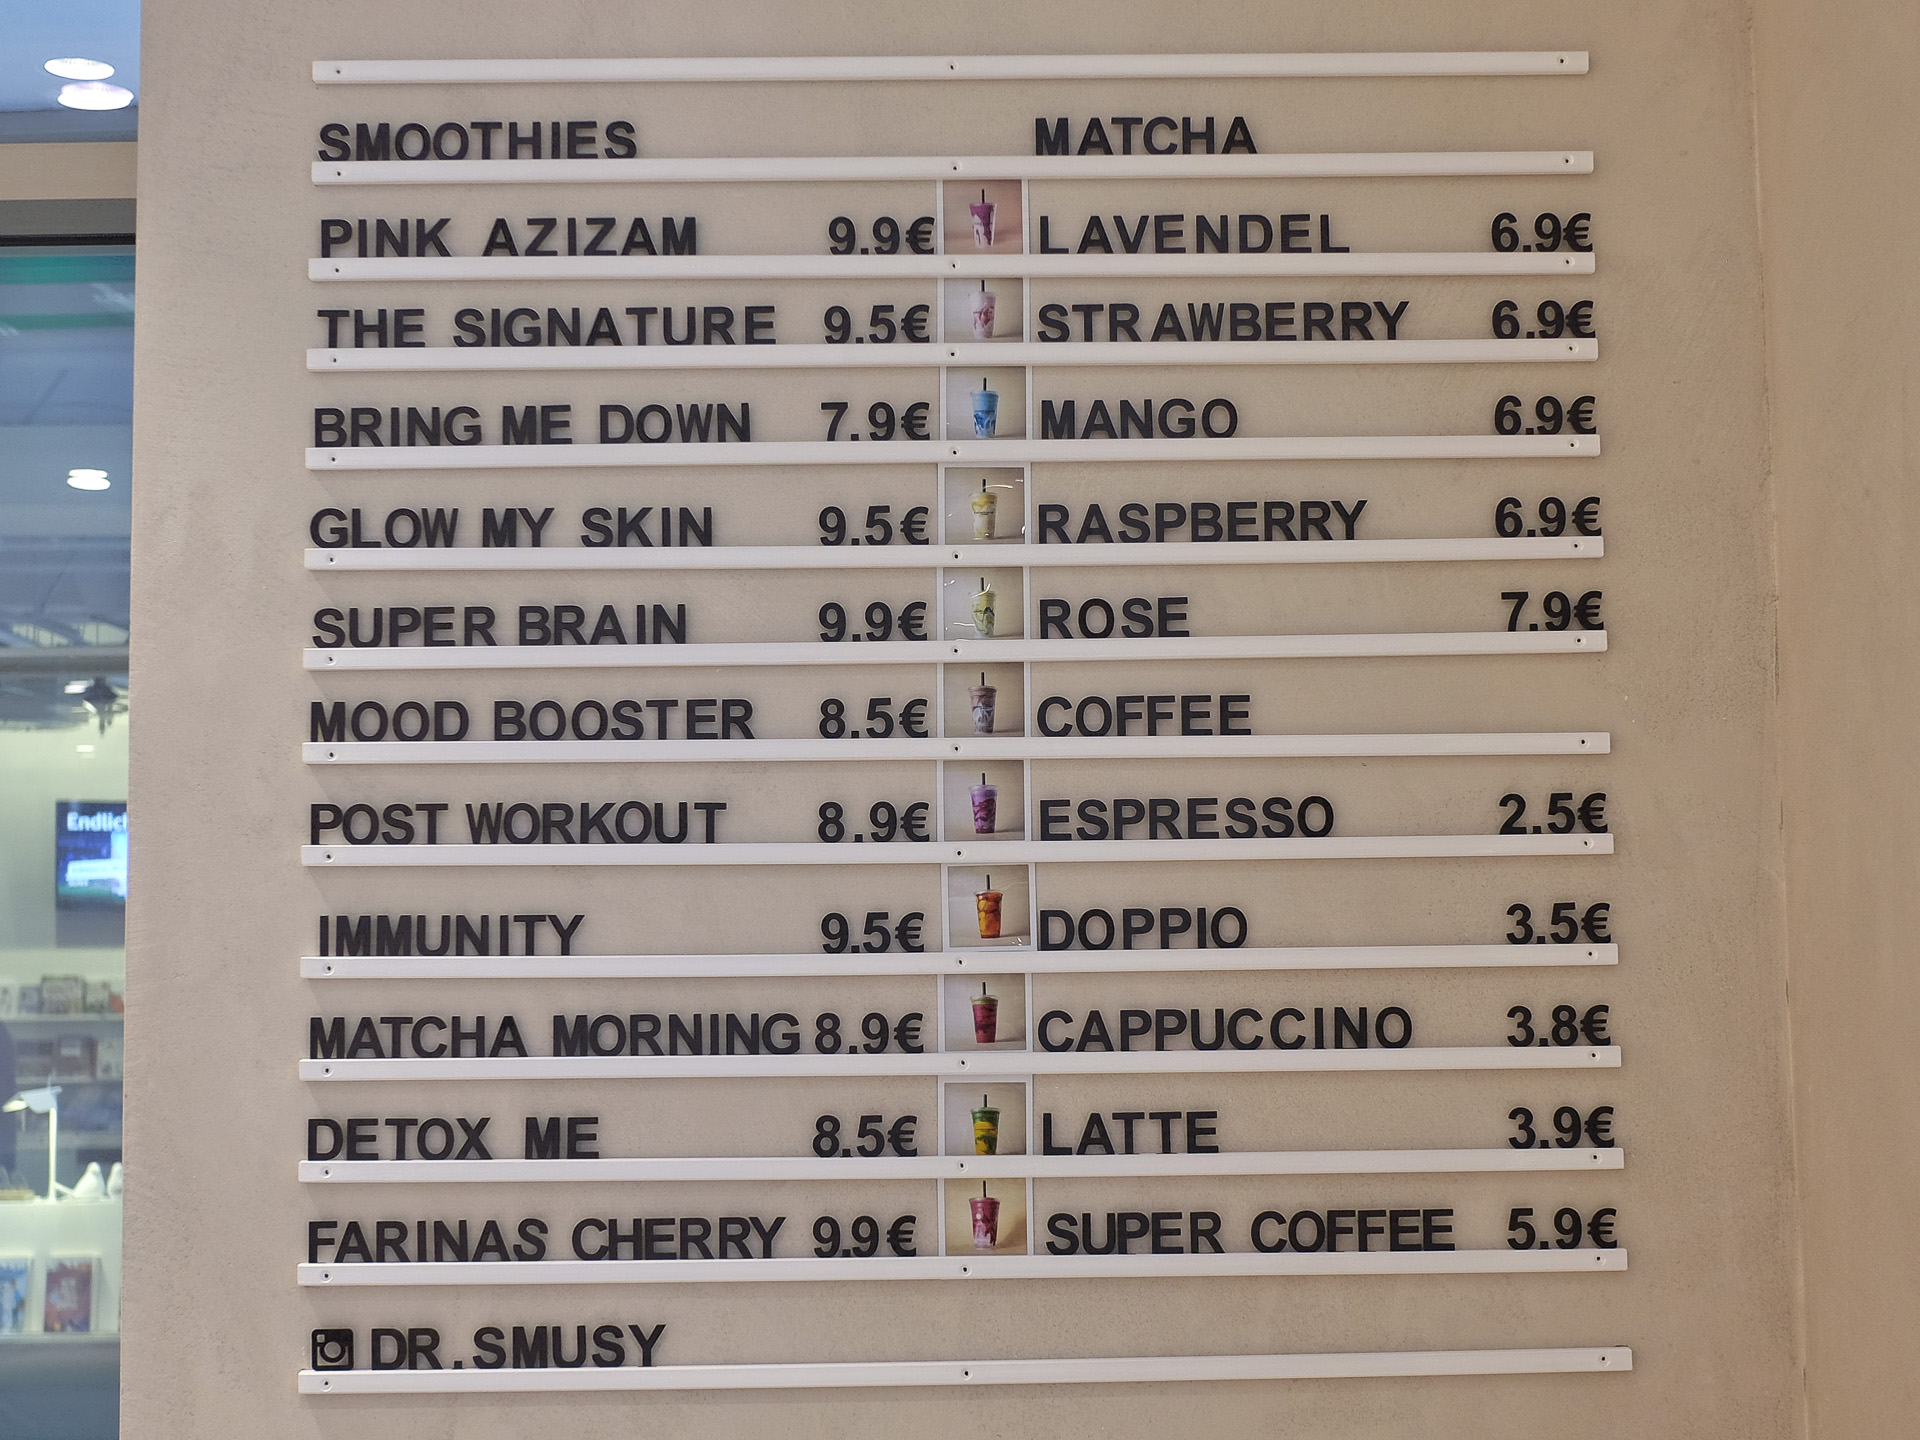 SMOOTHIES
PINK AZIZAM 9.9€
THE SIGNATURE 9.5€
BRING ME DOWN 7.9€
GLOW MY SKIN 9.5€
SUPER BRAIN 9.9€
MOOD BOOSTER 8.5€
POST WORKOUT 8.9€
IMMUNITY 9.5€
MATCHA MORNING 8.9€
DETOX ME 8.5€
FARINAS CHERRY 9.9€
DR.SMUSY
MATCHA
LAVENDEL 6.9€
STRAWBERRY 6.9€
MANGO 6.9€
RASPBERRY 6.9€
ROSE 7.9€
COFFEE
ESPRESSO 2.5€
DOPPIO 3.5€
CAPPUCCINO 3.8€
LATTE 3.9€
SUPER COFFEE 5.9€
Endlich